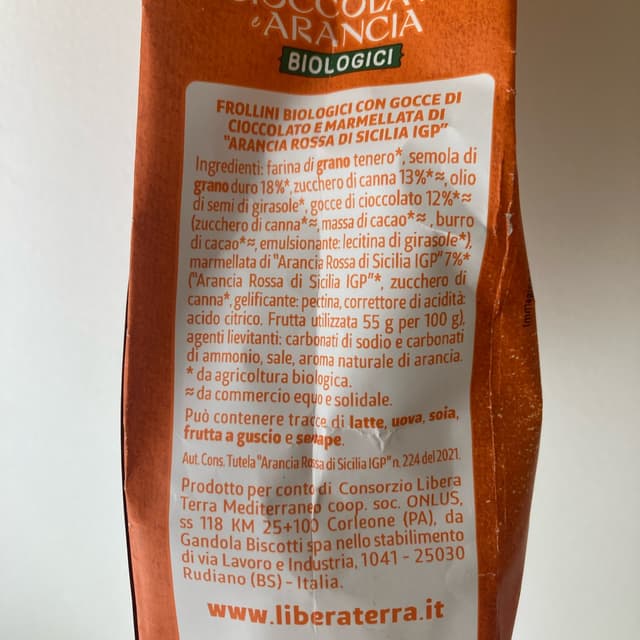 e ARANCIA
BIOLOGICI
FROLLINI BIOLOGICI CON GOCCE DI
CIOCCOLATO E MARMELLATA DI
"ARANCIA ROSSA DI SICILIA IGP"
Ingredienti: farina di grano tenero*, semola di
grano duro 18%*, zucchero di canna 13%*≈, olio
di semi di girasole*, gocce di cioccolato 12%*≈
(zucchero di canna*≈, massa di cacao*≈, burro
di cacao*≈, emulsionante: lecitina di girasole*),
marmellata di "Arancia Rossa di Sicilia IGP" 7%*
("Arancia Rossa di Sicilia IGP"*, zucchero di
canna*, gelificante: pectina, correttore di acidità:
acido citrico. Frutta utilizzata 55 g per 100 g),
agenti lievitanti: carbonati di sodio e carbonati
di ammonio, sale, aroma naturale di arancia.
* da agricoltura biologica.
≈ da commercio equo e solidale.
Può contenere tracce di latte, uova, soia,
frutta a guscio e senape.
Aut. Cons. Tutela "Arancia Rossa di Sicilia IGP" n. 224 del 2021.
Prodotto per conto di Consorzio Libera
Terra Mediterraneo coop. soc. ONLUS,
ss 118 KM 25+100 Corleone (PA), da
Gandola Biscotti spa nello stabilimento
di via Lavoro e Industria, 1041 - 25030
Rudiano (BS) - Italia.
www.liberaterra.it